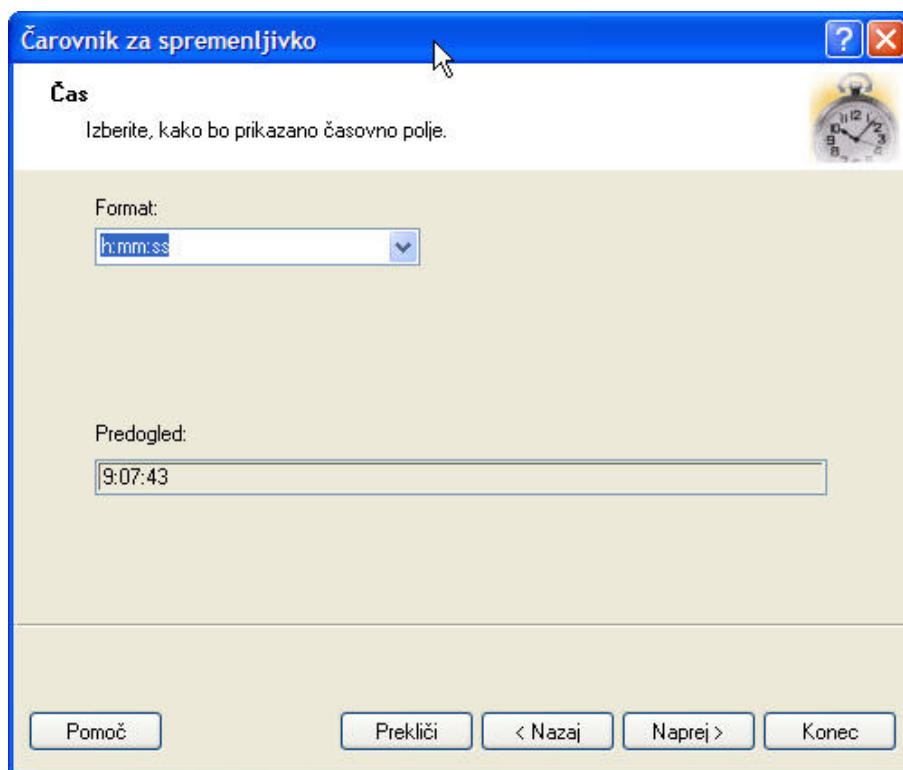 Čarovnik za spremenljivko
Čas
Izberite, kako bo prikazano časovno polje.
Format:
h:mm:ss
Predogled:
9:07:43
Pomoč
Prekliči
< Nazaj
Naprej >
Konec